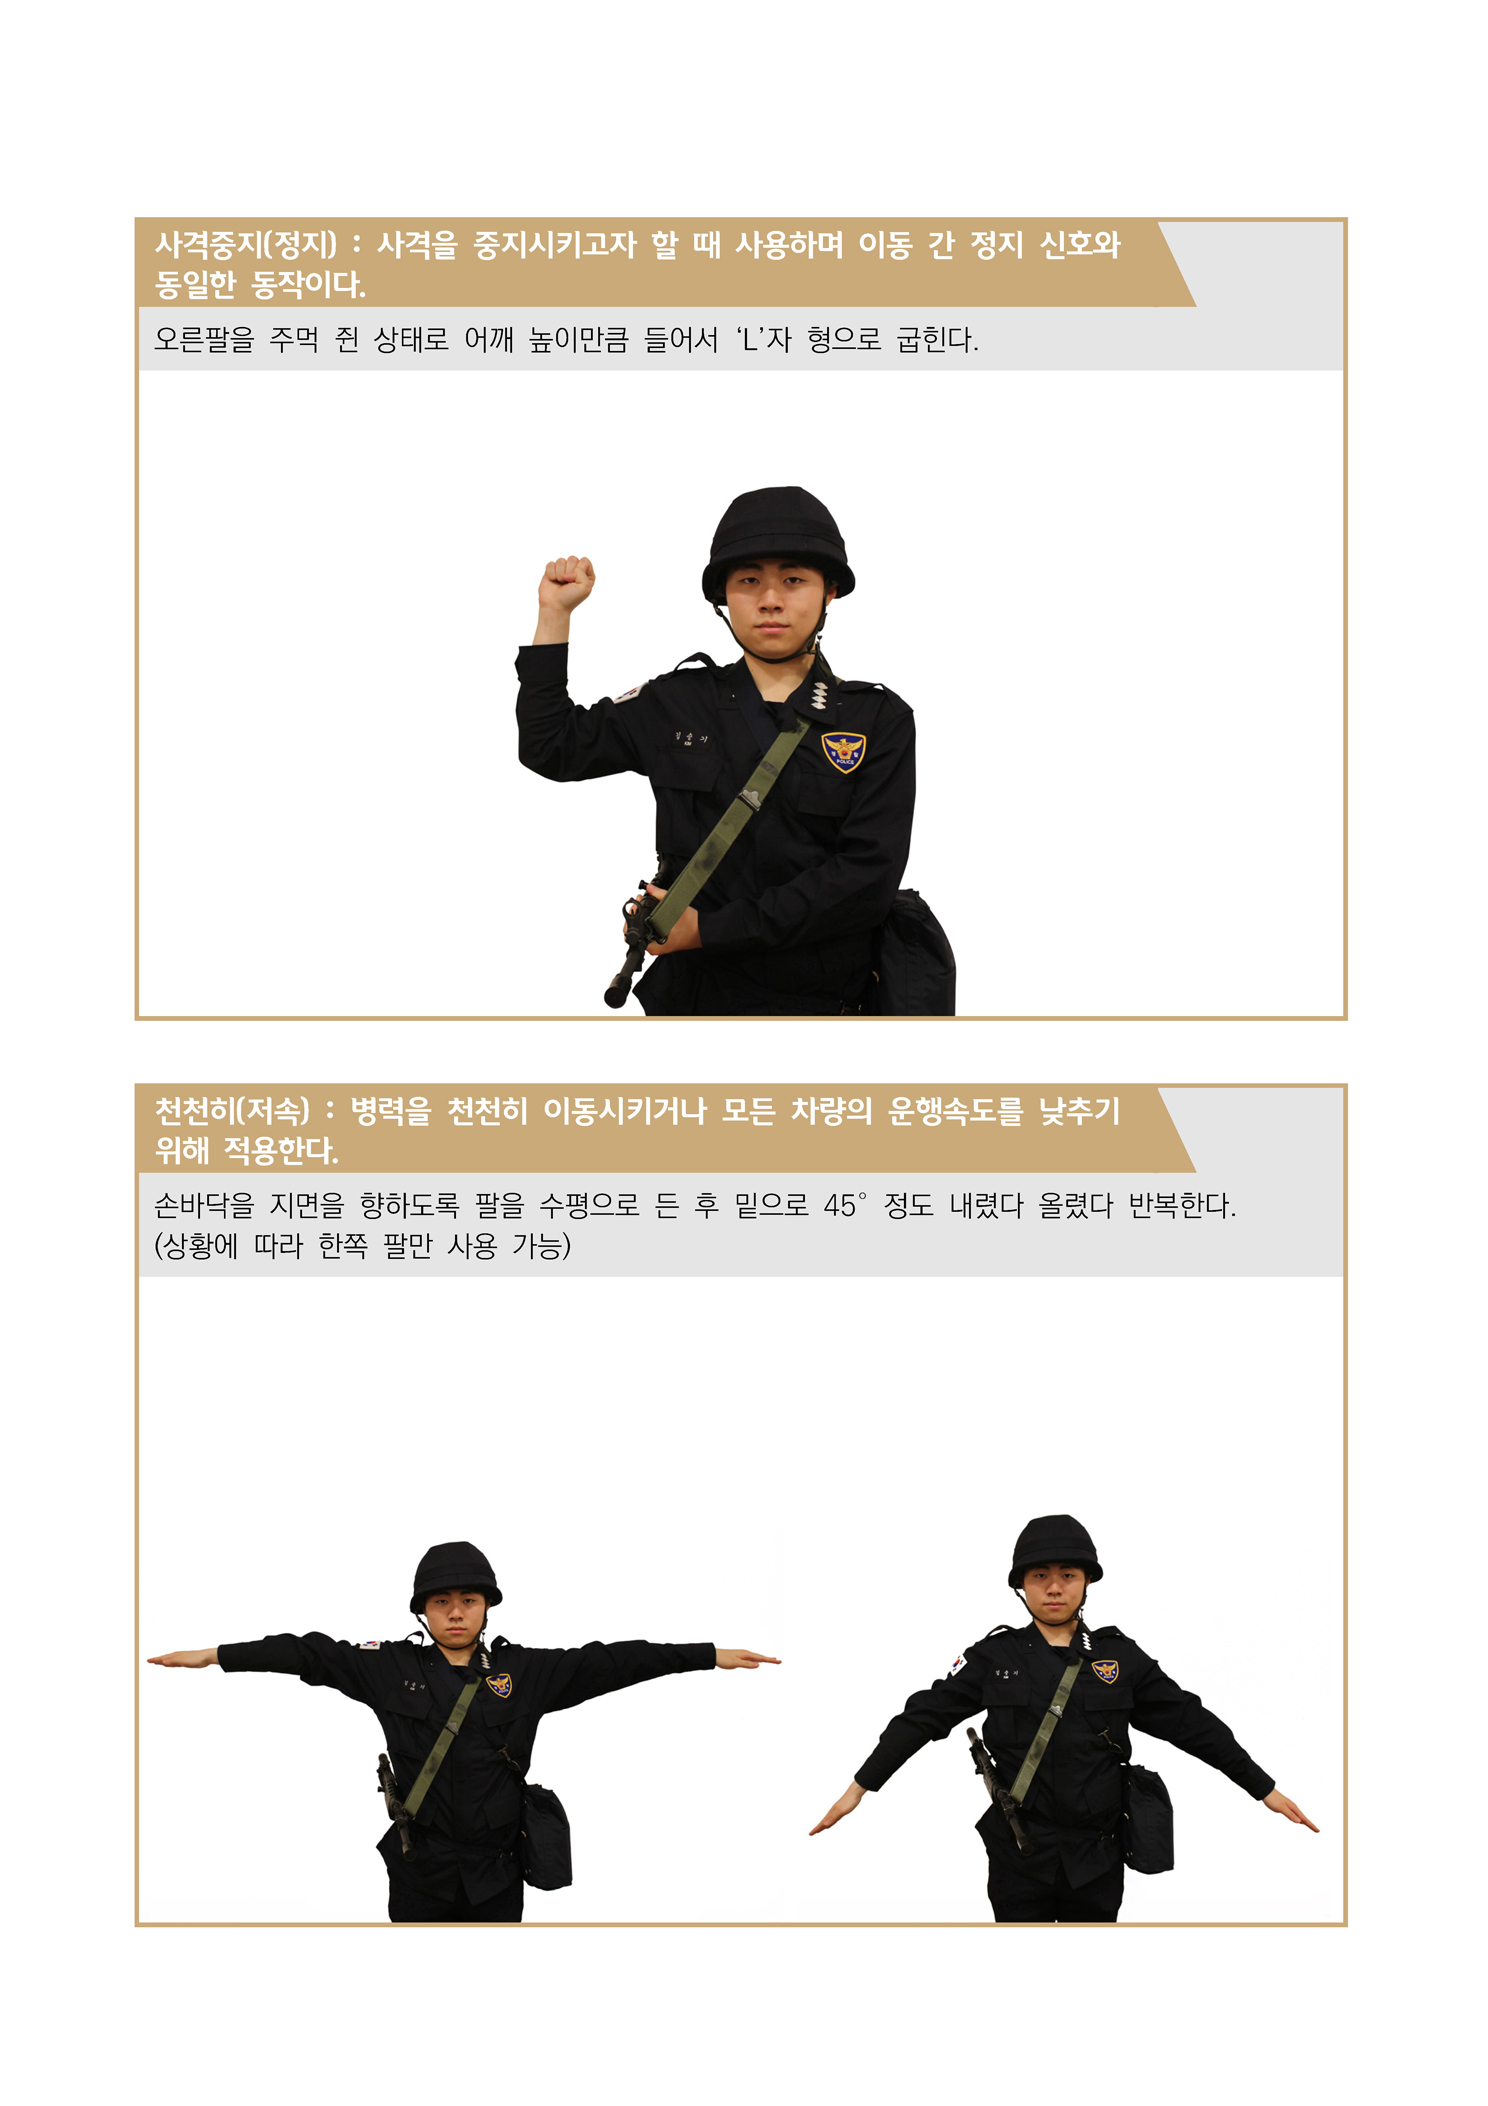 사격중지(정지) : 사격을 중지시키고자 할 때 사용하며 이동 간 정지 신호와
동일한 동작이다.
오른팔을 주먹 쥔 상태로 어깨 높이만큼 들어서 ‘L’자 형으로 굽힌다.
POLICE
천천히(저속) : 병력을 천천히 이동시키거나 모든 차량의 운행속도를 낮추기
위해 적용한다.
손바닥을 지면을 향하도록 팔을 수평으로 든 후 밑으로 45° 정도 내렸다 올렸다 반복한다.
(상황에 따라 한쪽 팔만 사용 가능)